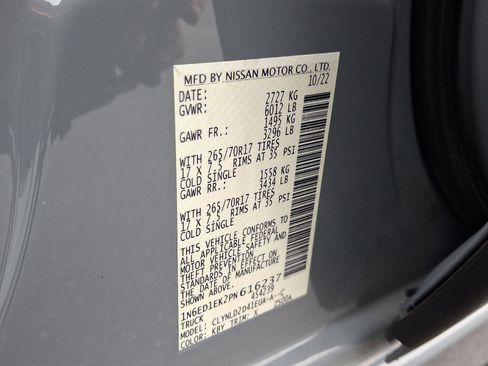 MFD BY NISSAN MOTOR CO., LTD.
DATE: 10/22
GVWR: 2727 KG
6012 LB
GAWR FR.: 1495 KG
3296 LB
WITH 265/70R17 TIRES
17 X 7.5 RIMS AT 35 PSI
COLD SINGLE
GAWR RR.: 1558 KG
3434 LB
WITH 265/70R17 TIRES
17 X 7.5 RIMS AT 35 PSI
COLD SINGLE
THIS VEHICLE CONFORMS TO
ALL APPLICABLE FEDERAL
MOTOR VEHICLE SAFETY AND
THEFT PREVENTION
STANDARDS IN EFFECT ON
THE DATE OF MANUFACTURE
1N6ED1EK2PN616237
TRUCK 454239
MODEL: CLYNLD2D41EUA-A--C
COLOR: KBY TRIM: X